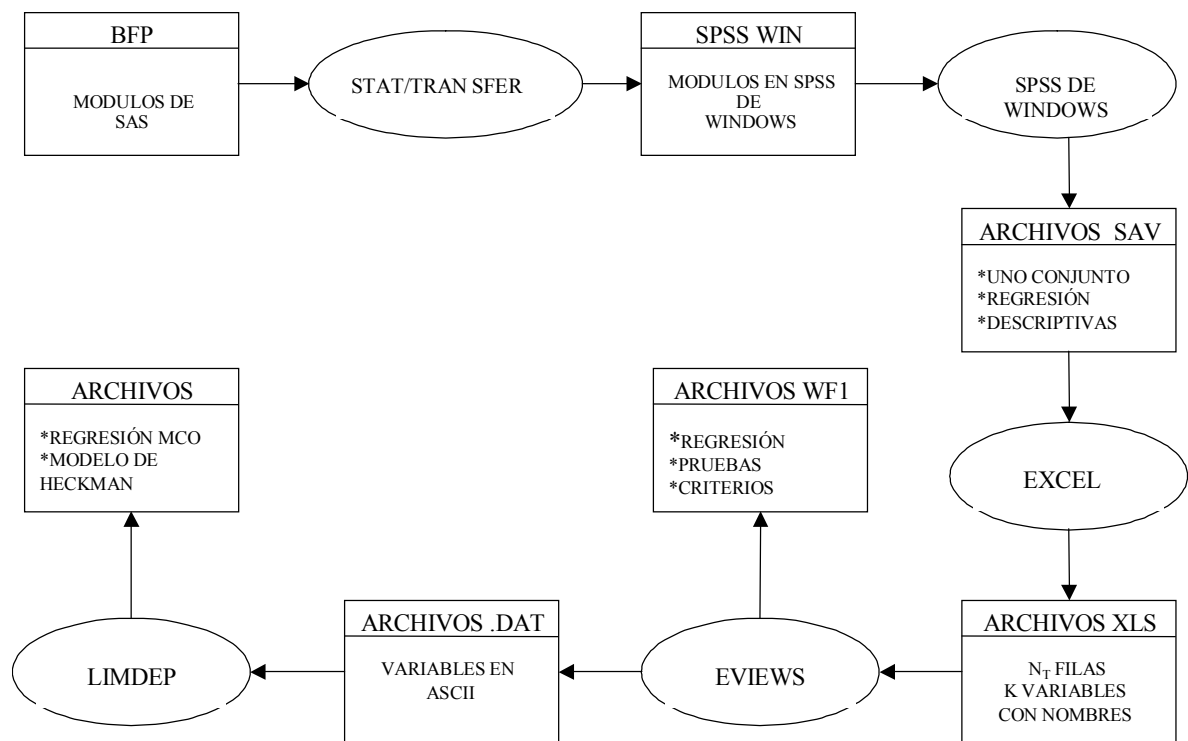 BFP
MODULOS DE
SAS
STAT/TRAN SFER
SPSS WIN
MODULOS EN SPSS
DE
WINDOWS
SPSS DE
WINDOWS
ARCHIVOS SAV
*UNO CONJUNTO
*REGRESIÓN
*DESCRIPTIVAS
EXCEL
ARCHIVOS XLS
N_T FILAS
K VARIABLES
CON NOMBRES
EVIEWS
ARCHIVOS WF1
*REGRESIÓN
*PRUEBAS
*CRITERIOS
ARCHIVOS .DAT
VARIABLES EN
ASCII
LIMDEP
ARCHIVOS
*REGRESIÓN MCO
*MODELO DE
HECKMAN